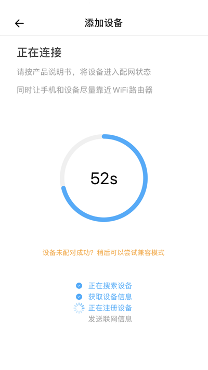 添加设备
正在连接
请按产品说明书，将设备进入配网状态
同时让手机和设备尽量靠近WiFi路由器
52s
设备未配对成功？稍后可以尝试兼容模式
正在搜索设备
获取设备信息
正在注册设备
发送联网信息